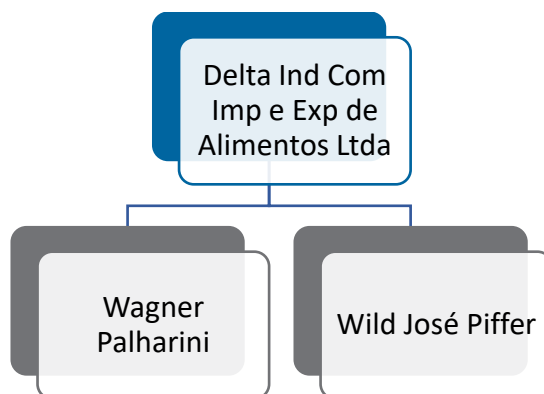 Delta Ind Com
Imp e Exp de
Alimentos Ltda
Wagner
Palharini
Wild José Piffer